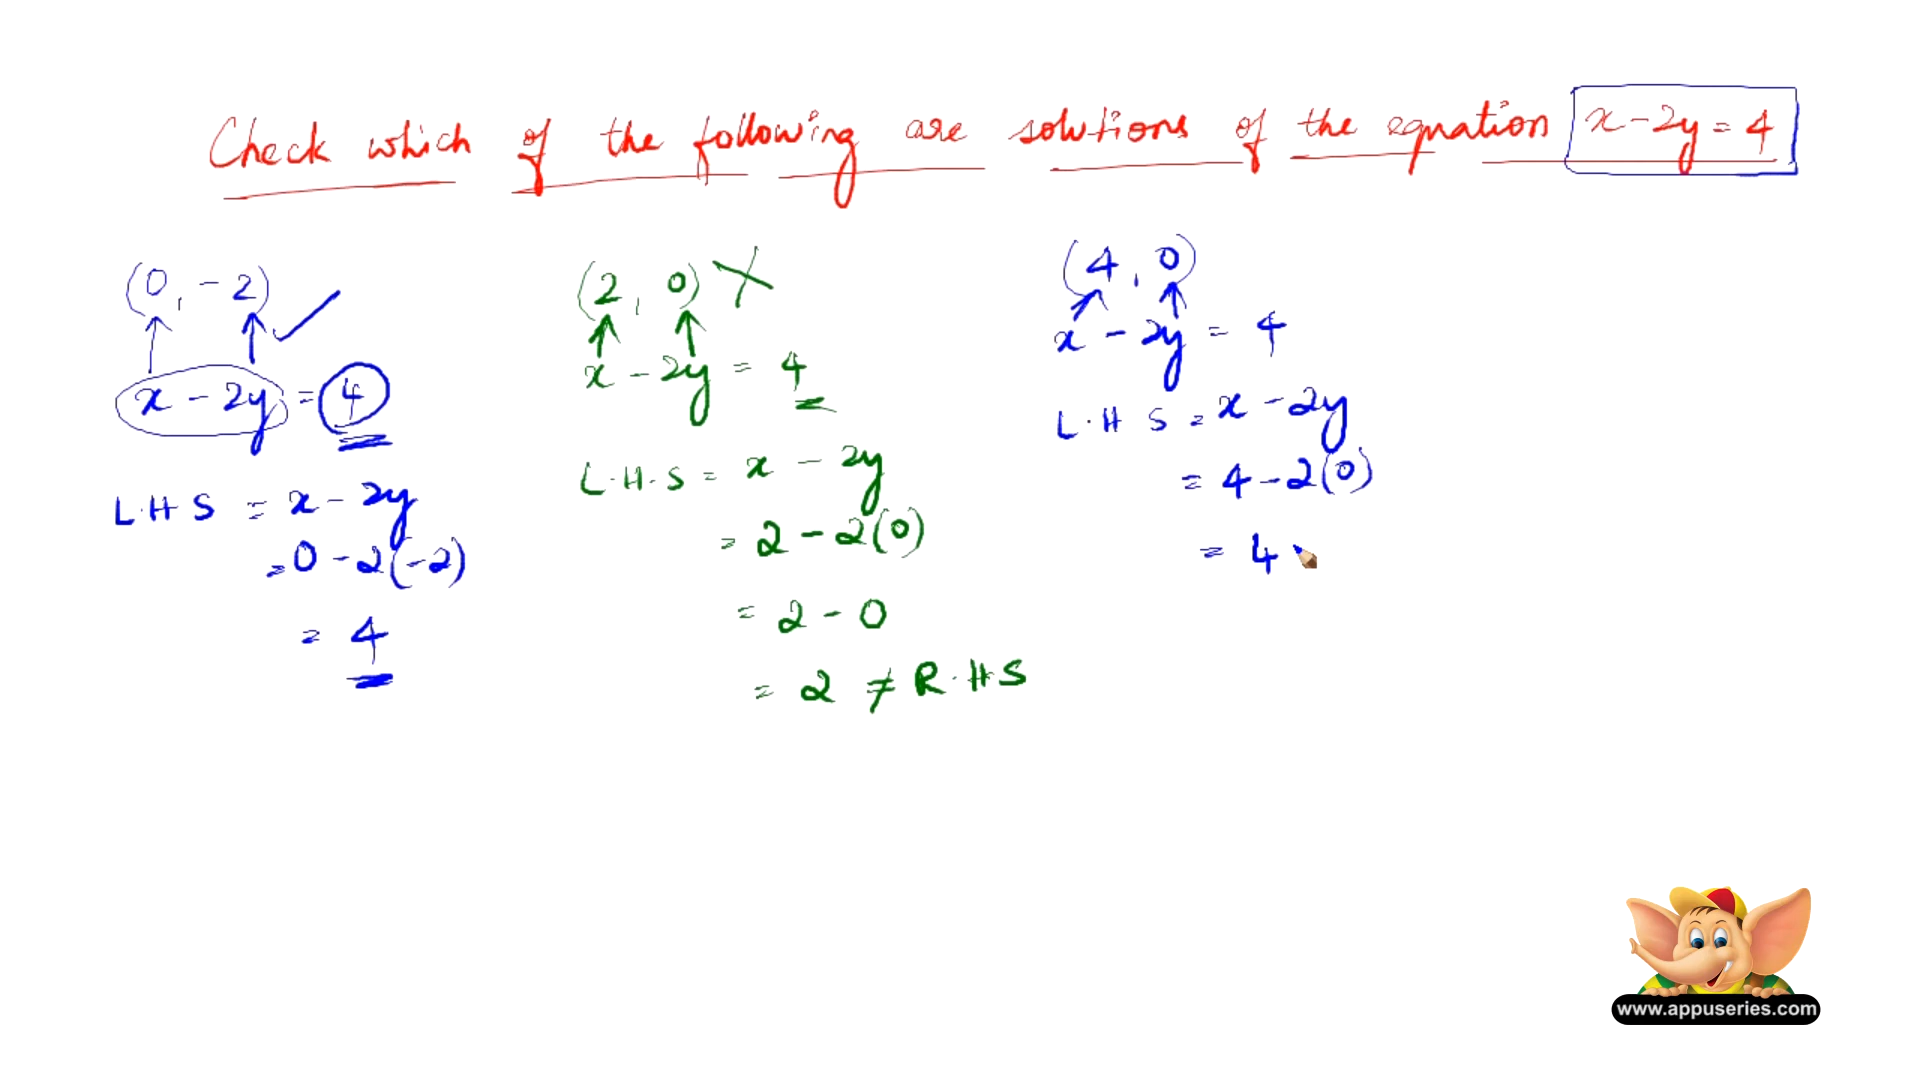 Check which of the following are solutions of the equation x - 2y = 4
(0, -2)
x - 2y = 4
L.H.S = x - 2y
= 0 - 2(-2)
= 4
(2, 0)
x - 2y = 4
L.H.S = x - 2y
= 2 - 2(0)
= 2 - 0
= 2 ≠ R.H.S
(4, 0)
x - 2y = 4
L.H.S = x - 2y
= 4 - 2(0)
= 4
www.appuseries.com